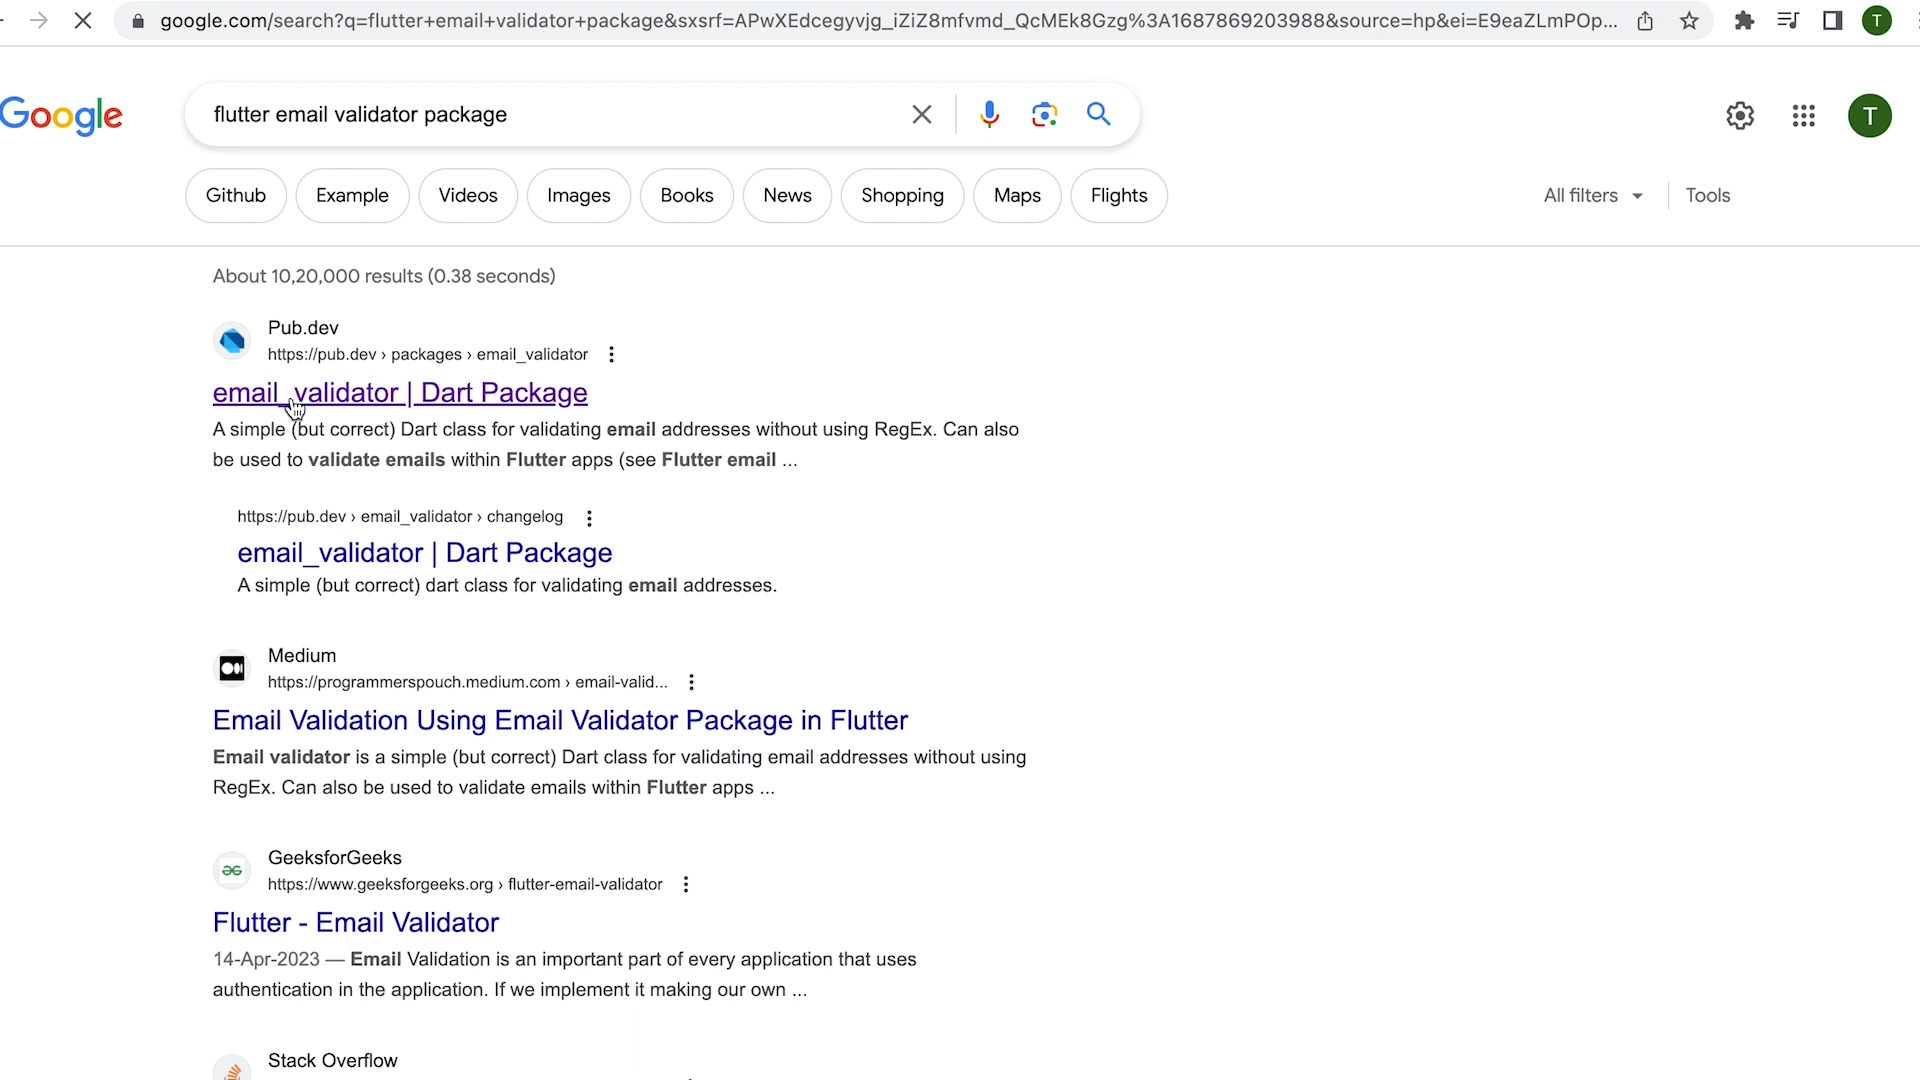 google.com/search?q=flutter+email+validator+package&sxsrf=APwXEdcegyvjg_iZiZ8mfvmd_QcMEk8Gzg%3A1687869203988&source=hp&ei=E9eaZLmPOp...
T
Google
flutter email validator package
T
Github
Example
Videos
Images
Books
News
Shopping
Maps
Flights
All filters
Tools
About 10,20,000 results (0.38 seconds)
Pub.dev
https://pub.dev › packages › email_validator
email_validator | Dart Package
A simple (but correct) Dart class for validating email addresses without using RegEx. Can also
be used to validate emails within Flutter apps (see Flutter email ...
https://pub.dev › email_validator › changelog
email_validator | Dart Package
A simple (but correct) dart class for validating email addresses.
Medium
https://programmerspouch.medium.com › email-valid...
Email Validation Using Email Validator Package in Flutter
Email validator is a simple (but correct) Dart class for validating email addresses without using
RegEx. Can also be used to validate emails within Flutter apps ...
GeeksforGeeks
https://www.geeksforgeeks.org › flutter-email-validator
Flutter - Email Validator
14-Apr-2023 — Email Validation is an important part of every application that uses
authentication in the application. If we implement it making our own ...
Stack Overflow